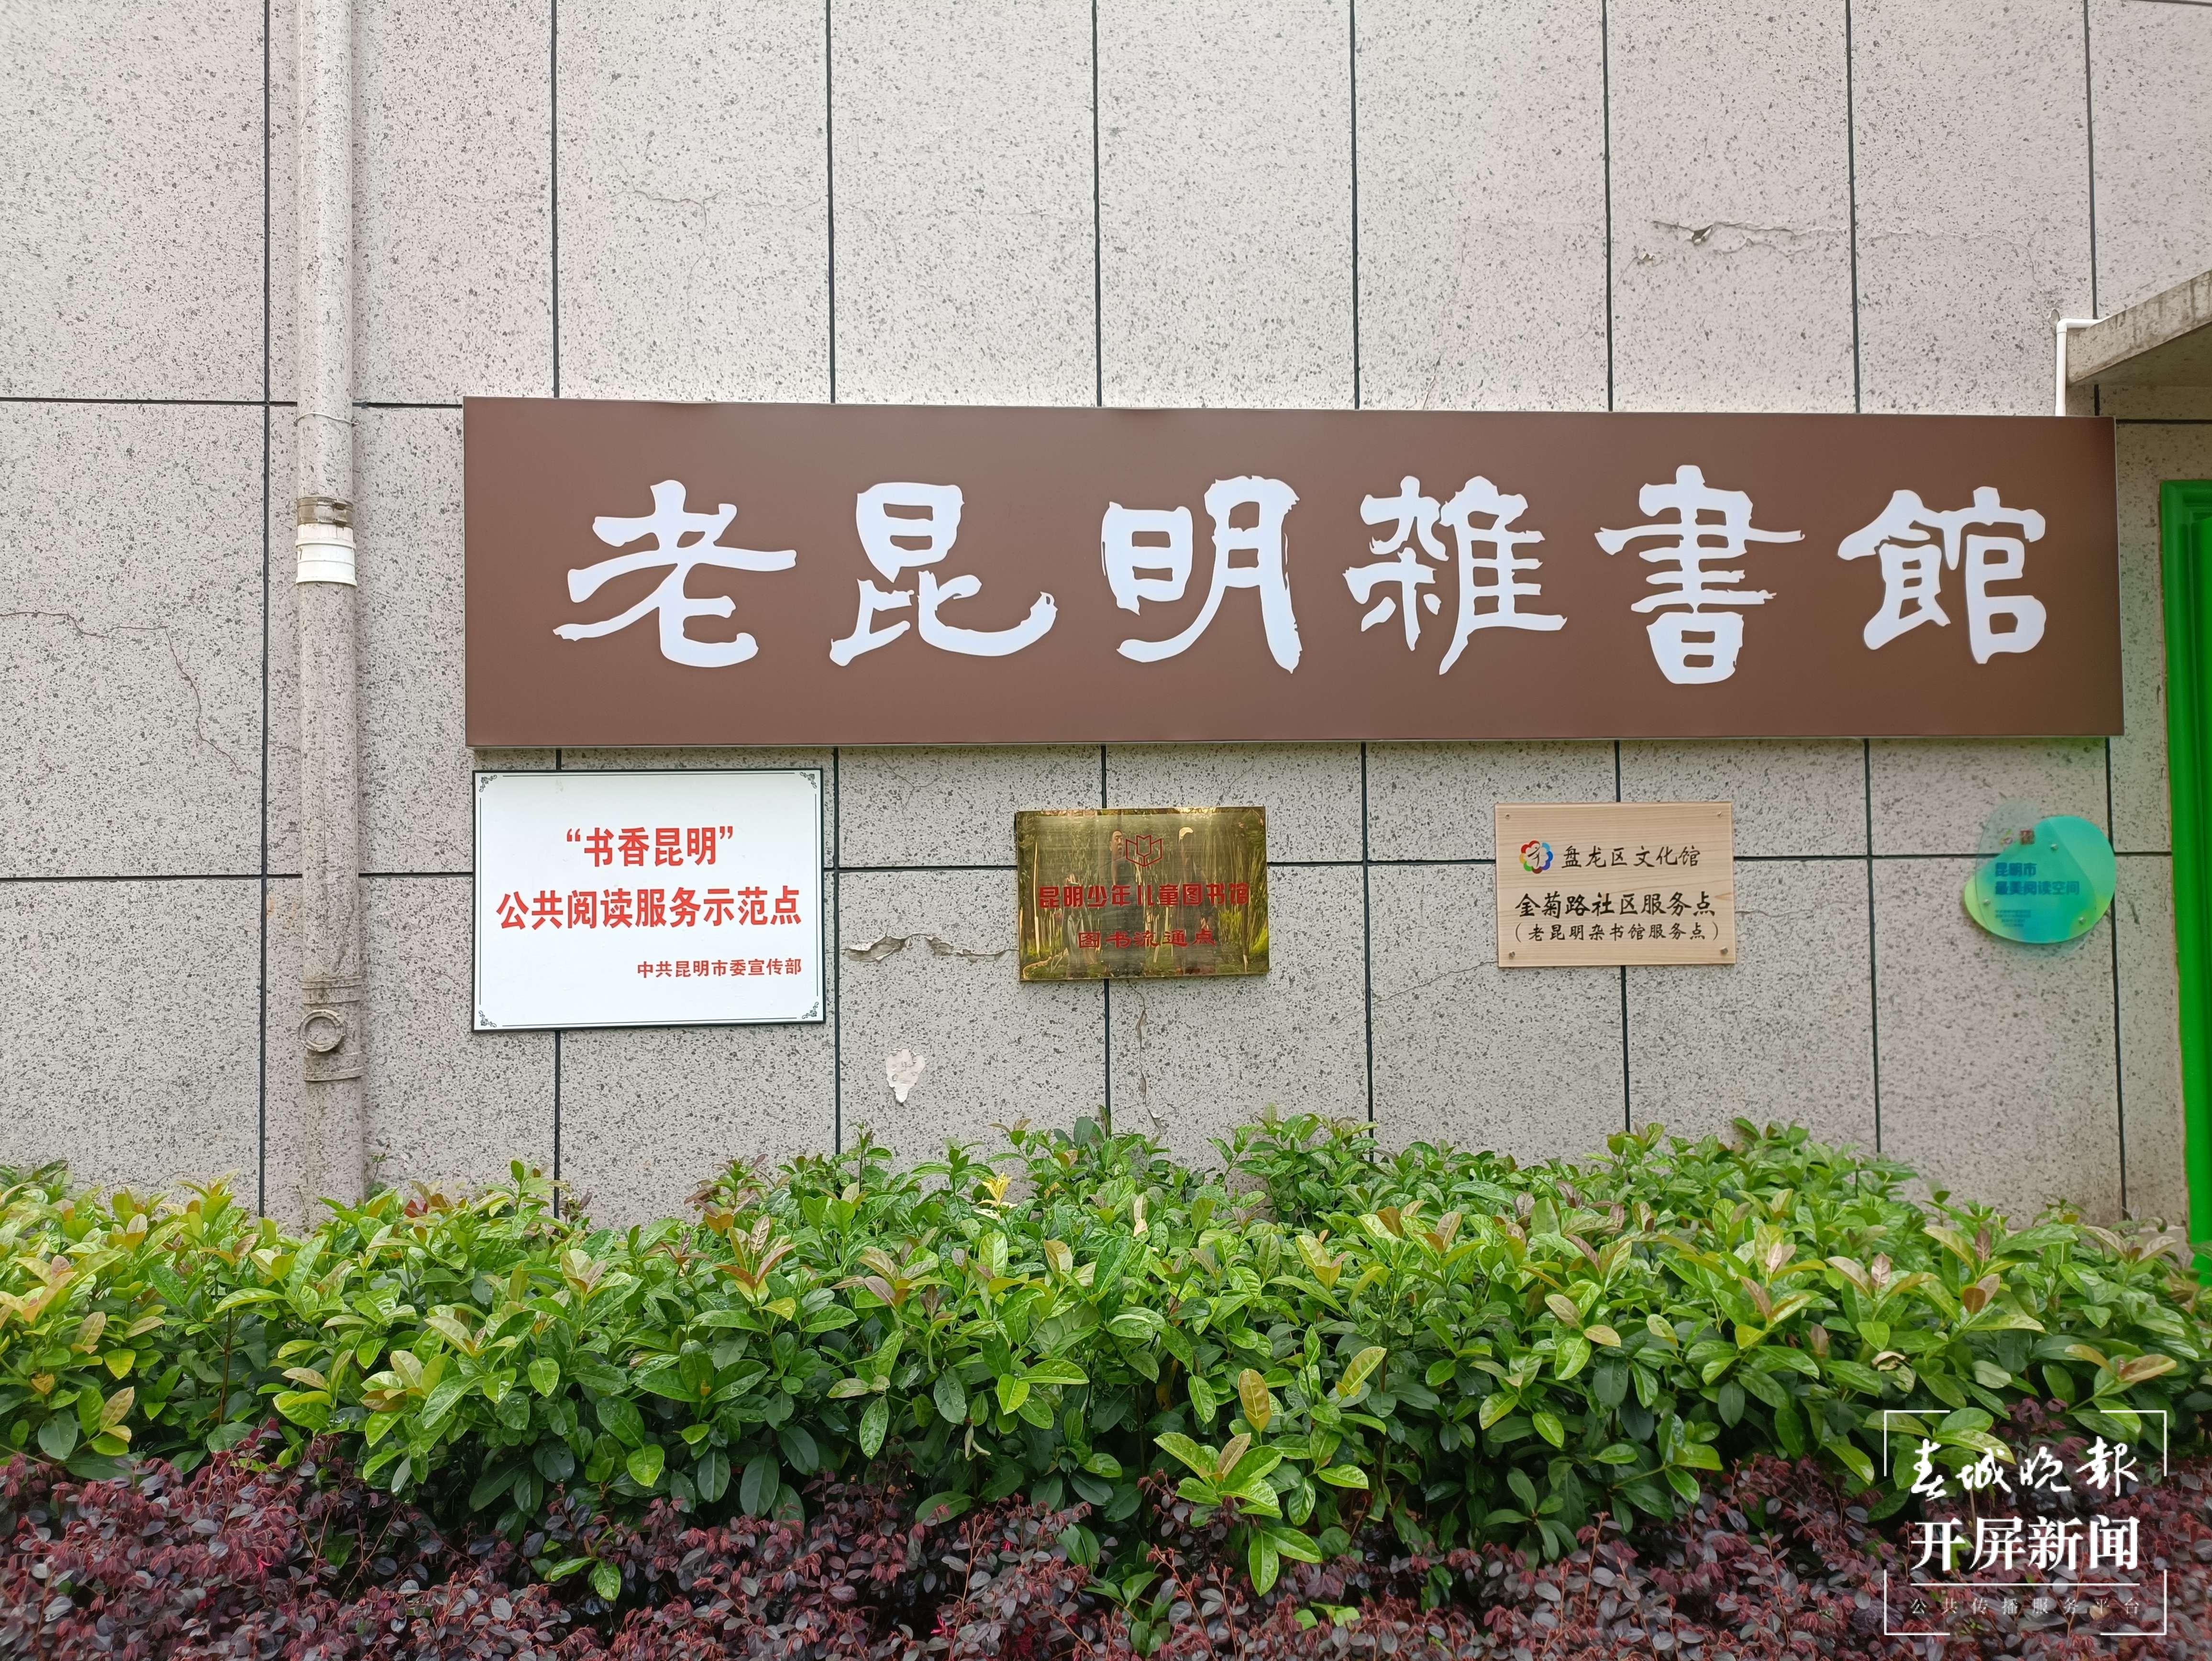 老昆明雜書館
“书香昆明”
公共阅读服务示范点
中共昆明市委宣传部
昆明少年儿童图书馆
图书流通点
盘龙区文化馆
金菊路社区服务点
（老昆明杂书馆服务点）
昆明市
最美阅读空间
春城晚報
开屏新闻
公共传播服务平台